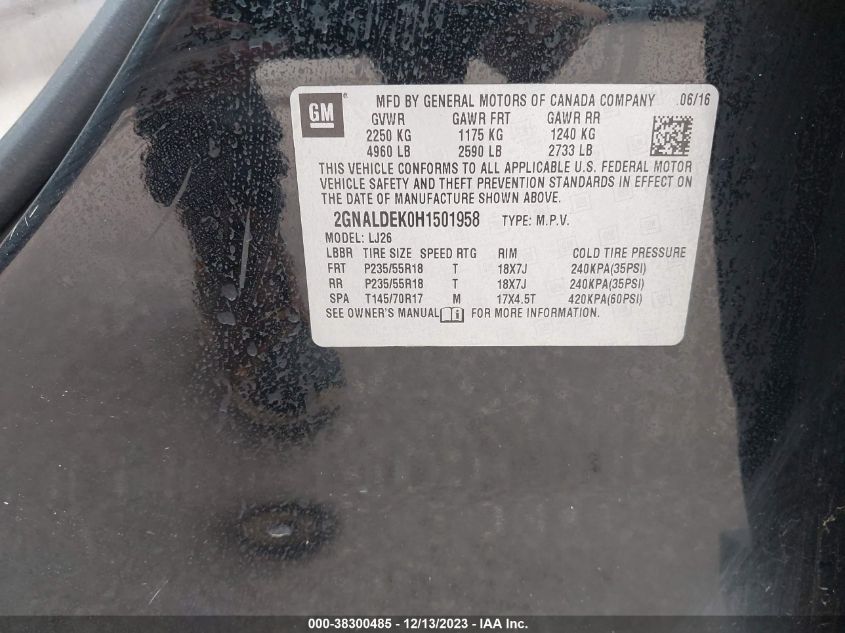 GM ® MFD BY GENERAL MOTORS OF CANADA COMPANY 06/16
GVWR GAWR FRT GAWR RR
2250 KG 1175 KG 1240 KG
4960 LB 2590 LB 2733 LB
THIS VEHICLE CONFORMS TO ALL APPLICABLE U.S. FEDERAL MOTOR
VEHICLE SAFETY AND THEFT PREVENTION STANDARDS IN EFFECT ON
THE DATE OF MANUFACTURE SHOWN ABOVE.
2GNALDEK0H1501958 TYPE: M.P.V.
MODEL: LJ26
LBBR TIRE SIZE SPEED RTG RIM COLD TIRE PRESSURE
FRT P235/55R18 T 18X7J 240KPA(35PSI)
RR P235/55R18 T 18X7J 240KPA(35PSI)
SPA T145/70R17 M 17X4.5T 420KPA(60PSI)
SEE OWNER'S MANUAL FOR MORE INFORMATION.
000-38300485 - 12/13/2023 - IAA Inc.